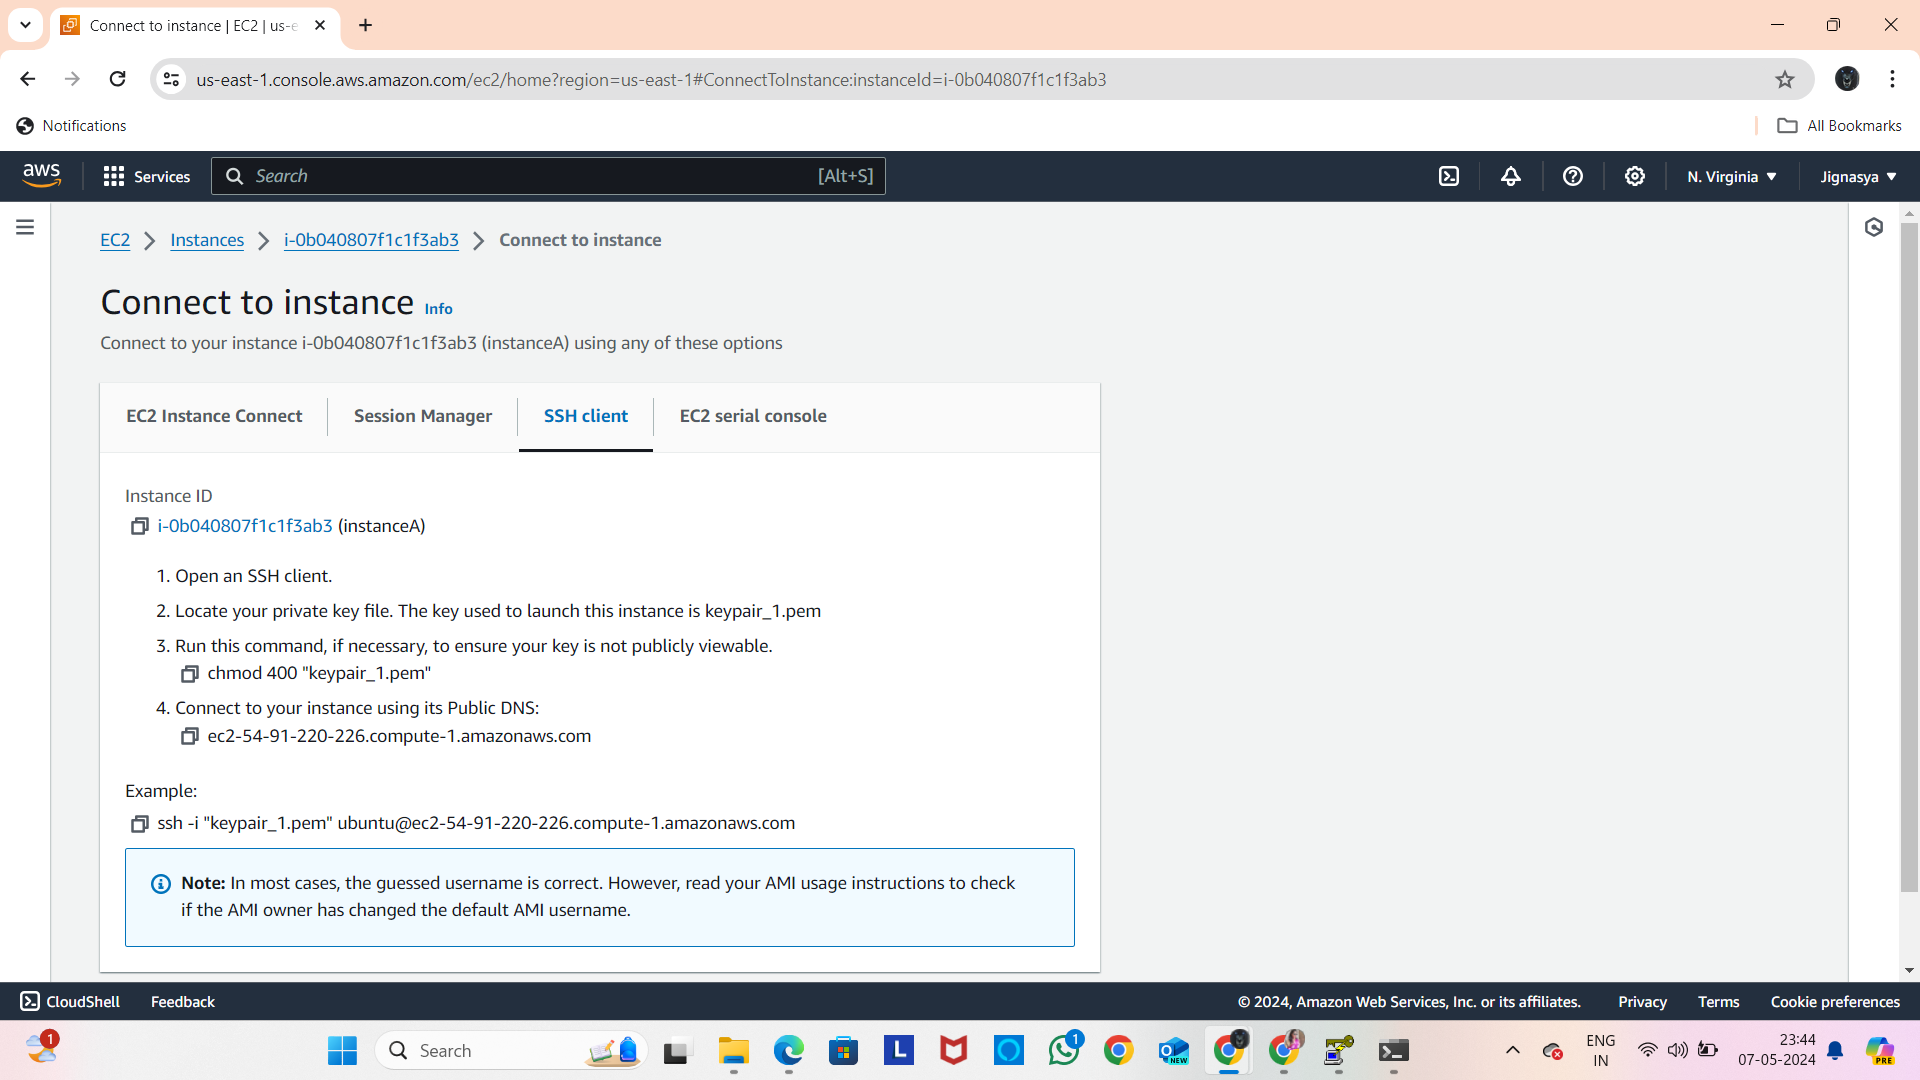 Connect to instance | EC2 | us-e
us-east-1.console.aws.amazon.com/ec2/home?region=us-east-1#ConnectToInstance:instanceId=i-0b040807f1c1f3ab3
Notifications
All Bookmarks
aws
Services
Search
[Alt+S]
N. Virginia
Jignasya
EC2
Instances
i-0b040807f1c1f3ab3
Connect to instance
Connect to instance Info
Connect to your instance i-0b040807f1c1f3ab3 (instanceA) using any of these options
EC2 Instance Connect
Session Manager
SSH client
EC2 serial console
Instance ID
i-0b040807f1c1f3ab3 (instanceA)
1. Open an SSH client.
2. Locate your private key file. The key used to launch this instance is keypair_1.pem
3. Run this command, if necessary, to ensure your key is not publicly viewable.
chmod 400 "keypair_1.pem"
4. Connect to your instance using its Public DNS:
ec2-54-91-220-226.compute-1.amazonaws.com
Example:
ssh -i "keypair_1.pem" ubuntu@ec2-54-91-220-226.compute-1.amazonaws.com
Note: In most cases, the guessed username is correct. However, read your AMI usage instructions to check
if the AMI owner has changed the default AMI username.
CloudShell
Feedback
© 2024, Amazon Web Services, Inc. or its affiliates.
Privacy
Terms
Cookie preferences
1
Search
L
1
NEW
ENG
IN
23:44
07-05-2024
PRE